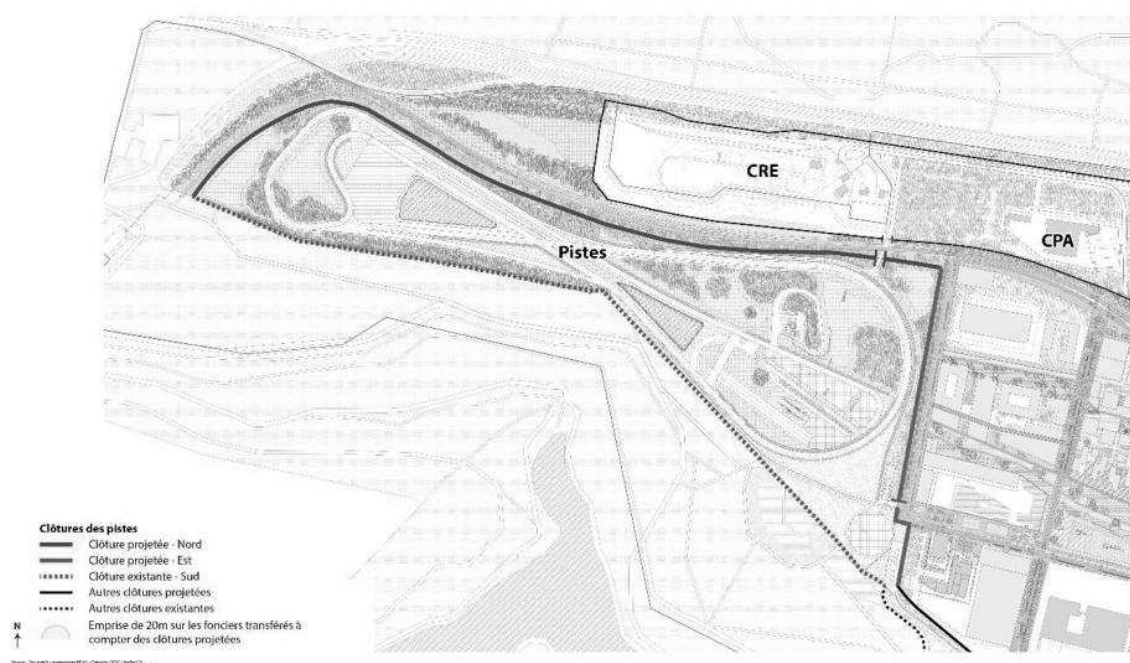 CRE
CPA
Pistes
Clôtures des pistes
Clôture projetée - Nord
Clôture projetée - Est
Clôture existante - Sud
Autres clôtures projetées
Autres clôtures existantes
Emprise de 20m sur les fonciers transférés à
compter des clôtures projetées
N